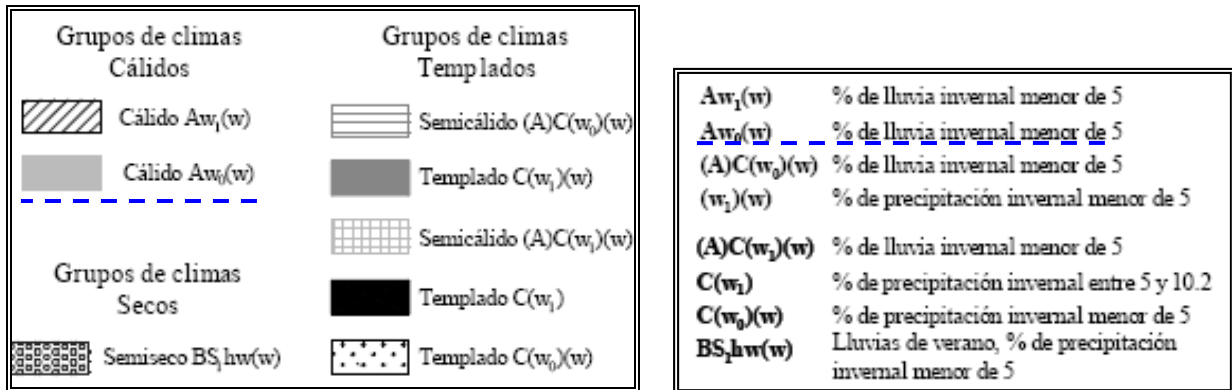 Grupos de climas
Cálidos
Cálido Aw₁(w)
Cálido Aw₀(w)
Grupos de climas
Secos
Semiseco BS₁hw(w)
Grupos de climas
Templados
Semicálido (A)C(w₀)(w)
Templado C(w₁)(w)
Semicálido (A)C(w₁)(w)
Templado C(w₁)
Templado C(w₀)(w)
Aw₁(w) % de lluvia invernal menor de 5
Aw₀(w) % de lluvia invernal menor de 5
(A)C(w₀)(w) % de lluvia invernal menor de 5
(w₁)(w) % de precipitación invernal menor de 5
(A)C(w₁)(w) % de lluvia invernal menor de 5
C(w₁) % de precipitación invernal entre 5 y 10.2
C(w₀)(w) % de precipitación invernal menor de 5
BS₁hw(w) Lluvias de verano, % de precipitación
invernal menor de 5